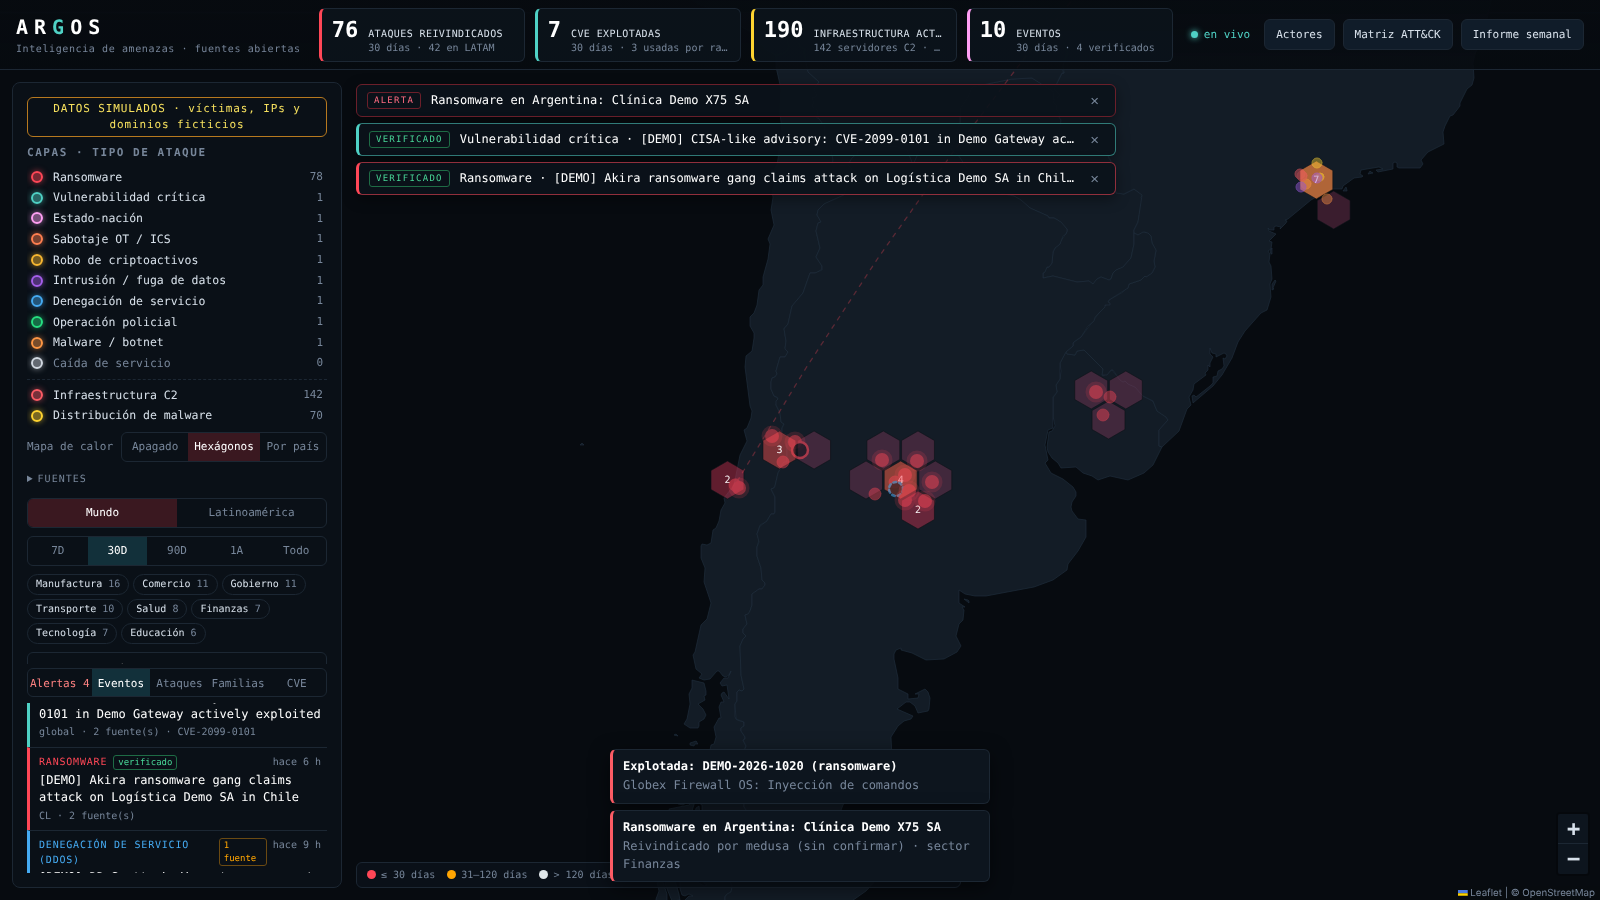 ARGOS
Inteligencia de amenazas · fuentes abiertas
76 ATAQUES REIVINDICADOS
30 días · 42 en LATAM
7 CVE EXPLOTADAS
30 días · 3 usadas por ra…
190 INFRAESTRUCTURA ACT…
142 servidores C2 · …
10 EVENTOS
30 días · 4 verificados
en vivo
Actores
Matriz ATT&CK
Informe semanal
DATOS SIMULADOS · víctimas, IPs y
dominios ficticios
CAPAS · TIPO DE ATAQUE
Ransomware 78
Vulnerabilidad crítica 1
Estado-nación 1
Sabotaje OT / ICS 1
Robo de criptoactivos 1
Intrusión / fuga de datos 1
Denegación de servicio 1
Operación policial 1
Malware / botnet 1
Caída de servicio 0
Infraestructura C2 142
Distribución de malware 70
Mapa de calor Apagado Hexágonos Por país
▶ FUENTES
Mundo Latinoamérica
7D 30D 90D 1A Todo
Manufactura 16 Comercio 11 Gobierno 11
Transporte 10 Salud 8 Finanzas 7
Tecnología 7 Educación 6
Alertas 4 Eventos Ataques Familias CVE
0101 in Demo Gateway actively exploited
global · 2 fuente(s) · CVE-2099-0101
RANSOMWARE verificado hace 6 h
[DEMO] Akira ransomware gang claims
attack on Logística Demo SA in Chile
CL · 2 fuente(s)
DENEGACIÓN DE SERVICIO
(DDOS)
1
fuente
hace 9 h
ALERTA Ransomware en Argentina: Clínica Demo X75 SA ×
VERIFICADO Vulnerabilidad crítica · [DEMO] CISA-like advisory: CVE-2099-0101 in Demo Gateway ac… ×
VERIFICADO Ransomware · [DEMO] Akira ransomware gang claims attack on Logística Demo SA in Chil… ×
7
3
2
4
2
Explotada: DEMO-2026-1020 (ransomware)
Globex Firewall OS: Inyección de comandos
Ransomware en Argentina: Clínica Demo X75 SA
Reivindicado por medusa (sin confirmar) · sector
Finanzas
≤ 30 días 31–120 días > 120 días
+
−
Leaflet | © OpenStreetMap